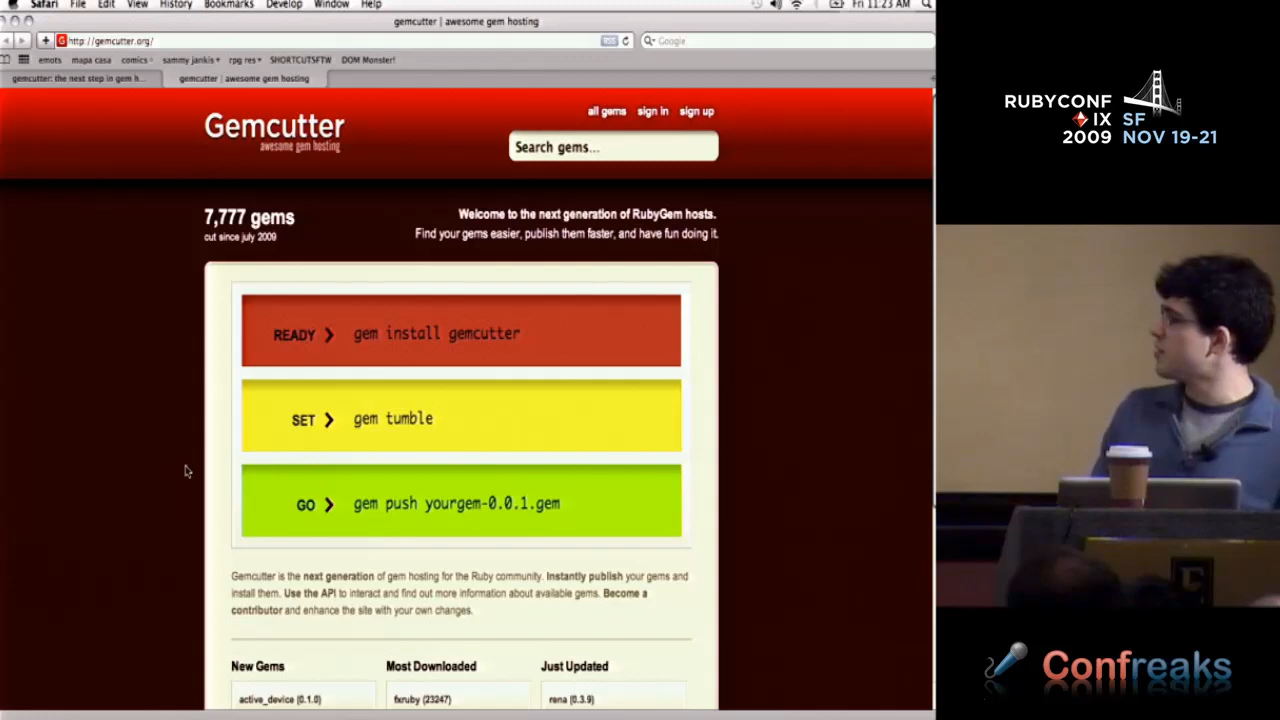 Safari File Edit View History Bookmarks Develop Window Help
Fri 11:23 AM
gemcutter | awesome gem hosting
http://gemcutter.org/
RSS
Google
emots mapa casa comics sammy jankis rpg res SHORTCUTSFTW DOM Monster!
gemcutter: the next step in gem h...
gemcutter | awesome gem hosting
Gemcutter
awesome gem hosting
all gems sign in sign up
Search gems...
7,777 gems
cut since july 2009
Welcome to the next generation of RubyGem hosts.
Find your gems easier, publish them faster, and have fun doing it.
READY > gem install gemcutter
SET > gem tumble
GO > gem push yourgem-0.0.1.gem
Gemcutter is the next generation of gem hosting for the Ruby community. Instantly publish your gems and
install them. Use the API to interact and find out more information about available gems. Become a
contributor and enhance the site with your own changes.
New Gems
Most Downloaded
Just Updated
active_device (0.1.0)
fxruby (23247)
rena (0.3.9)
RUBYCONF
IX
2009
SF
NOV 19-21
Confreaks